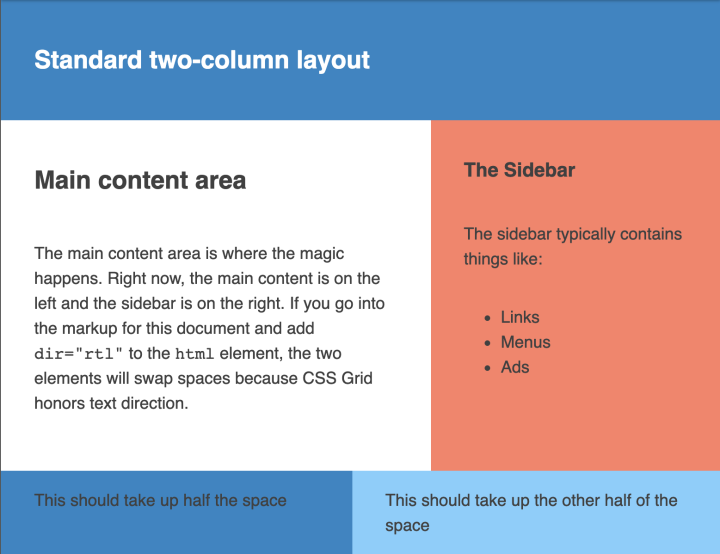 Standard two-column layout
Main content area
The main content area is where the magic
happens. Right now, the main content is on the
left and the sidebar is on the right. If you go into
the markup for this document and add
dir="rtl" to the html element, the two
elements will swap spaces because CSS Grid
honors text direction.
The Sidebar
The sidebar typically contains
things like:
• Links
• Menus
• Ads
This should take up half the space
This should take up the other half of the
space